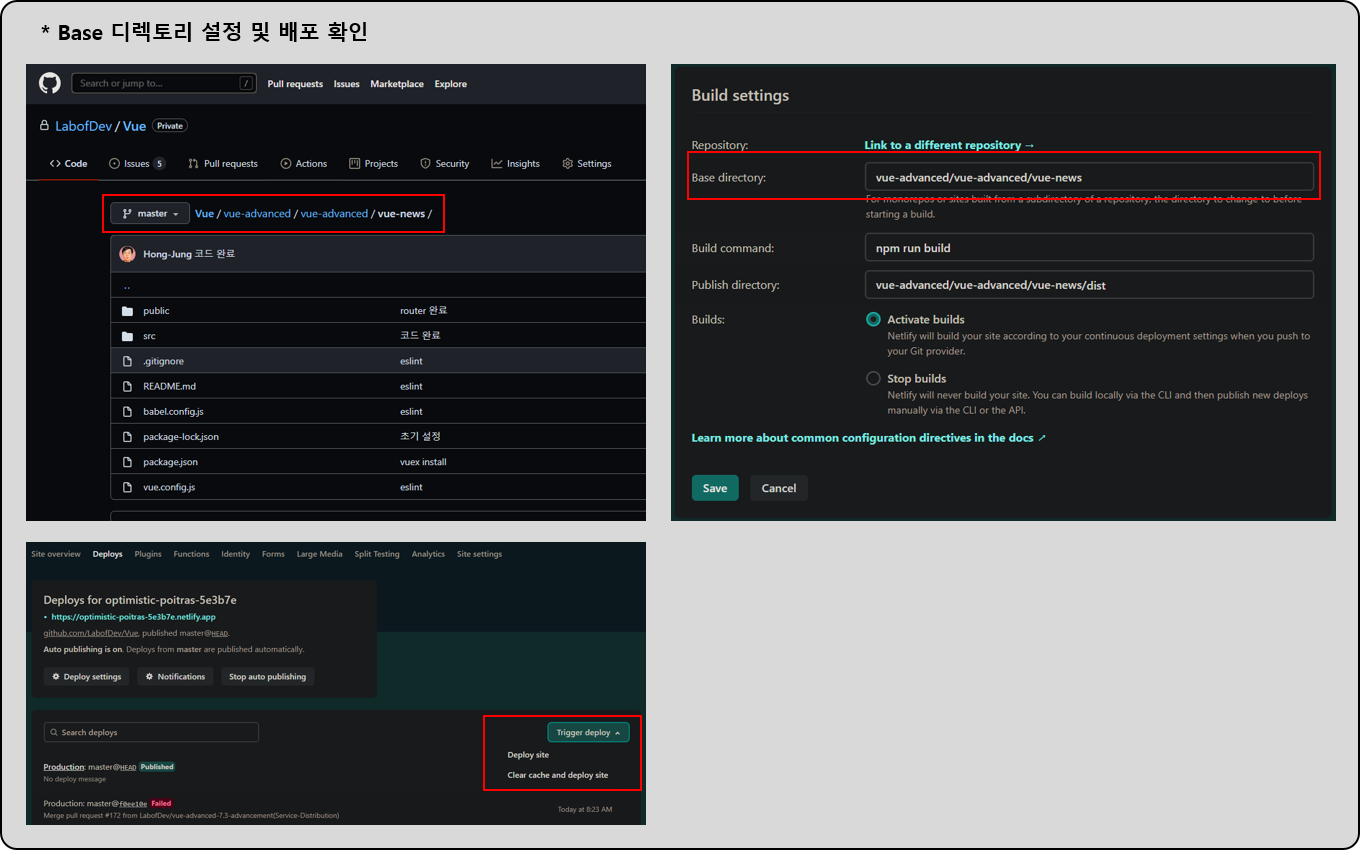 * Base 디렉토리 설정 및 배포 확인
Search or jump to... / Pull requests Issues Marketplace Explore
LabofDev / Vue Private
Code Issues 5 Pull requests Actions Projects Security Insights Settings
master Vue / vue-advanced / vue-advanced / vue-news /
Hong-Jung 코드 완료
..
public router 완료
src 코드 완료
.gitignore eslint
README.md eslint
babel.config.js eslint
package-lock.json 초기 설정
package.json vuex install
vue.config.js eslint
Build settings
Repository: Link to a different repository →
Base directory: vue-advanced/vue-advanced/vue-news
For monorepos or sites built from a subdirectory of a repository, the directory to change to before
starting a build.
Build command: npm run build
Publish directory: vue-advanced/vue-advanced/vue-news/dist
Builds: Activate builds
Netlify will build your site according to your continuous deployment settings when you push to
your Git provider.
Stop builds
Netlify will never build your site. You can build locally via the CLI and then publish new deploys
manually via the CLI or the API.
Learn more about common configuration directives in the docs ↗
Save Cancel
Site overview Deploys Plugins Functions Identity Forms Large Media Split Testing Analytics Site settings
Deploys for optimistic-poitras-5e3b7e
• https://optimistic-poitras-5e3b7e.netlify.app
github.com/LabofDev/Vue, published master@HEAD.
Auto publishing is on. Deploys from master are published automatically.
Deploy settings Notifications Stop auto publishing
Search deploys Trigger deploy
Deploy site
Clear cache and deploy site
Production: master@HEAD Published
No deploy message
Production: master@f0ee10e Failed
Merge pull request #172 from LabofDev/vue-advanced-7.3-advancement(Service-Distribution)
Today at 8:23 AM